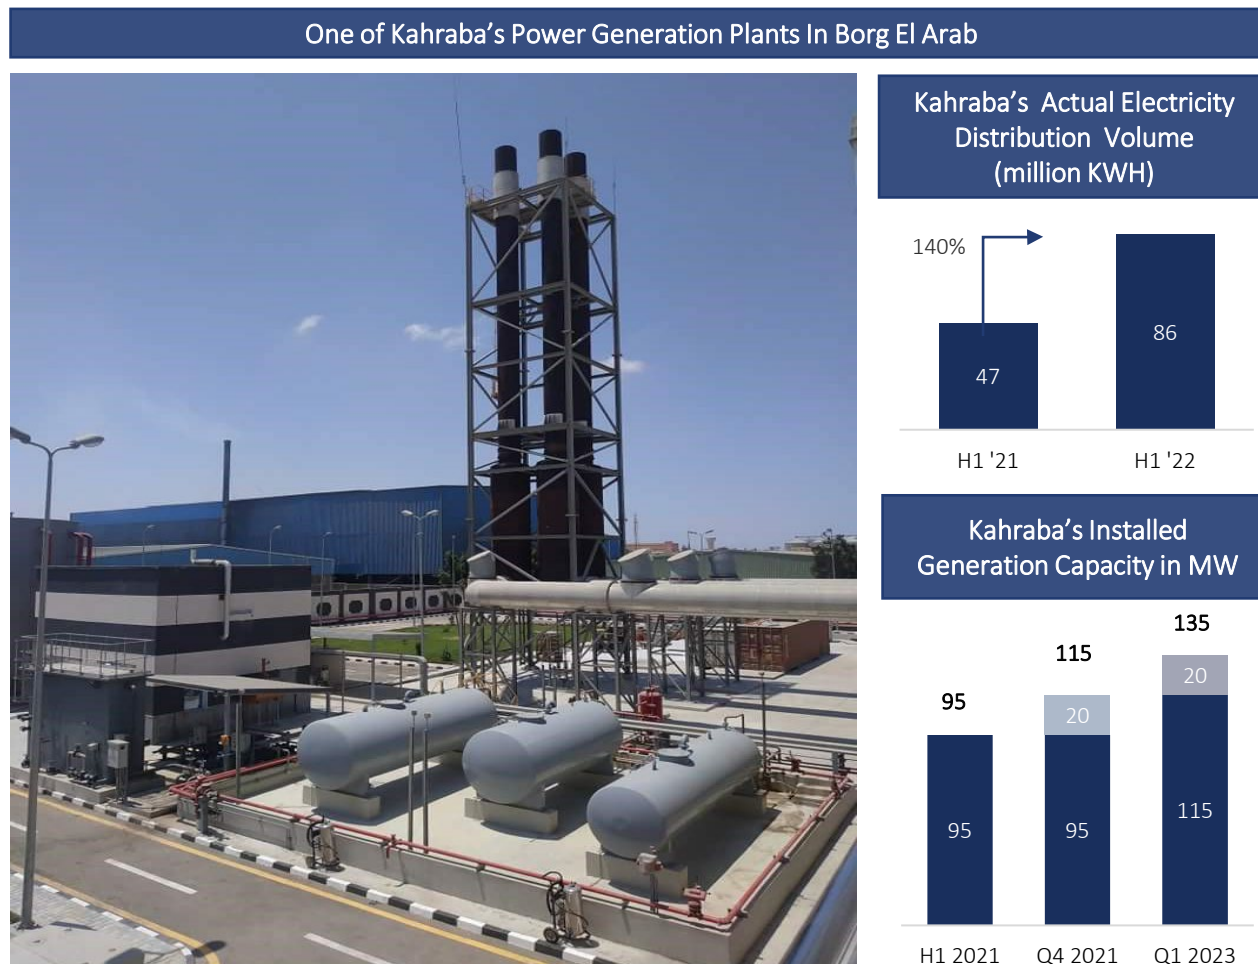 One of Kahraba’s Power Generation Plants In Borg El Arab
Kahraba’s Actual Electricity
Distribution Volume
(million KWH)
140%
47
86
H1 '21
H1 '22
Kahraba’s Installed
Generation Capacity in MW
95
115
135
20
20
95
95
115
H1 2021
Q4 2021
Q1 2023